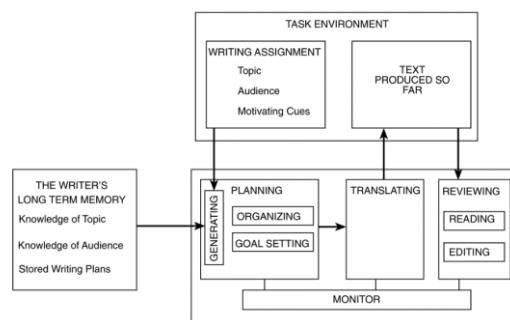 TASK ENVIRONMENT
WRITING ASSIGNMENT
Topic
Audience
Motivating Cues
TEXT
PRODUCED SO
FAR
THE WRITER'S
LONG TERM MEMORY
Knowledge of Topic
Knowledge of Audience
Stored Writing Plans
PLANNING
GENERATING
ORGANIZING
GOAL SETTING
TRANSLATING
REVIEWING
READING
EDITING
MONITOR